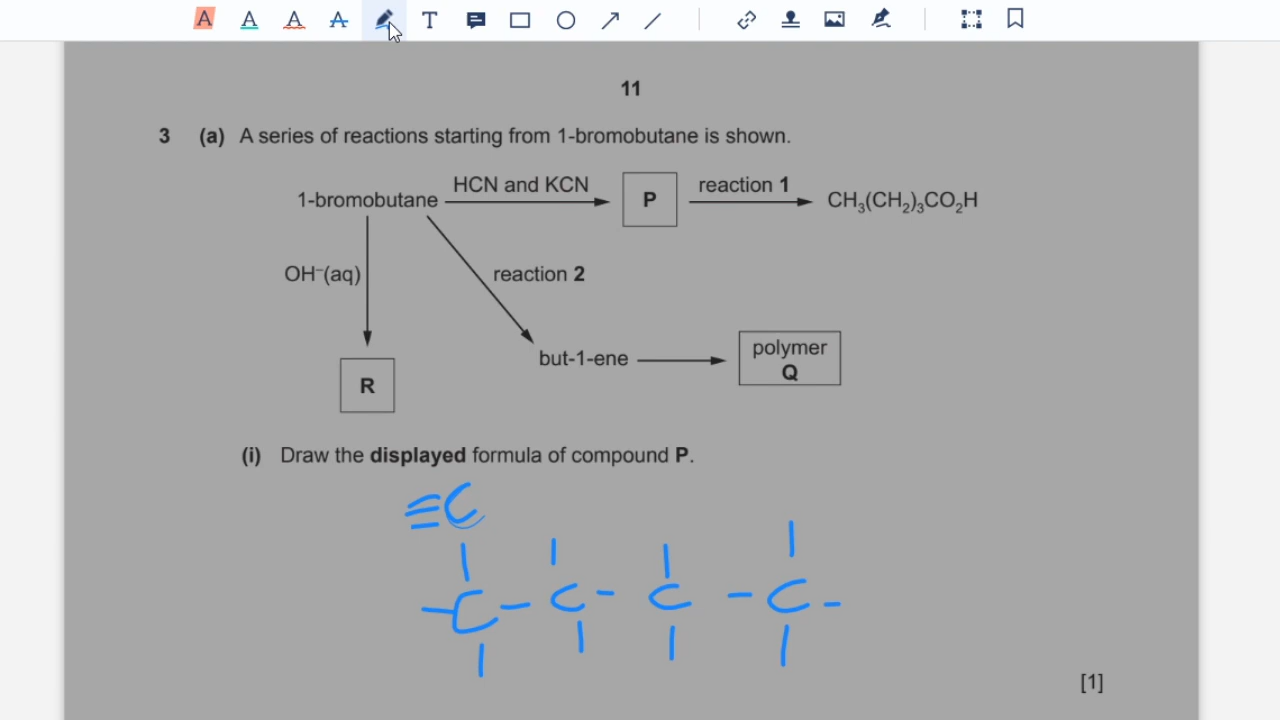 11
3 (a) A series of reactions starting from 1-bromobutane is shown.
HCN and KCN
reaction 1
1-bromobutane
P
CH₃(CH₂)₃CO₂H
OH⁻(aq)
reaction 2
but-1-ene
polymer
Q
R
(i) Draw the displayed formula of compound P.
≡C
C - C - C - C -
[1]